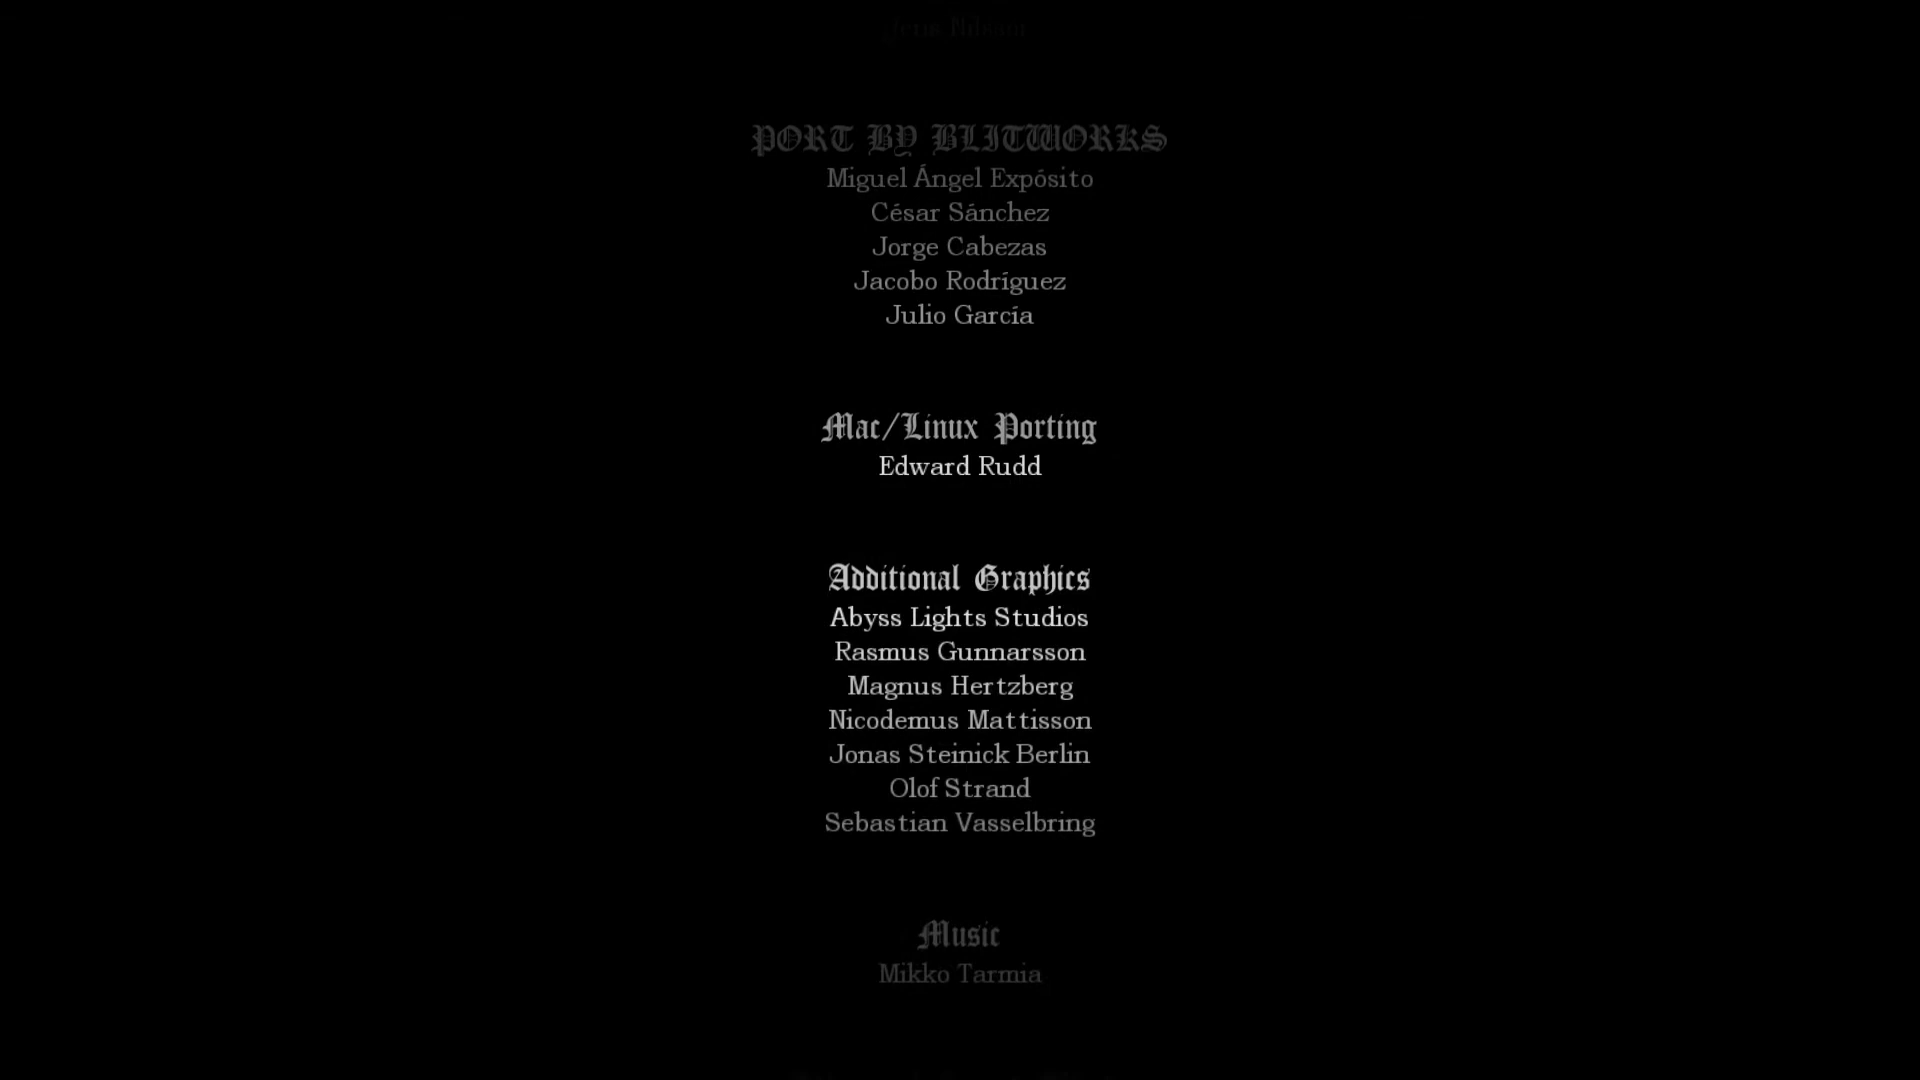 PORT BY BLITWORKS
Miguel Ángel Expósito
César Sánchez
Jorge Cabezas
Jacobo Rodríguez
Julio García
Mac/Linux Porting
Edward Rudd
Additional Graphics
Abyss Lights Studios
Rasmus Gunnarsson
Magnus Hertzberg
Nicodemus Mattisson
Jonas Steinick Berlin
Olof Strand
Sebastian Vasselbring
Music
Mikko Tarmia